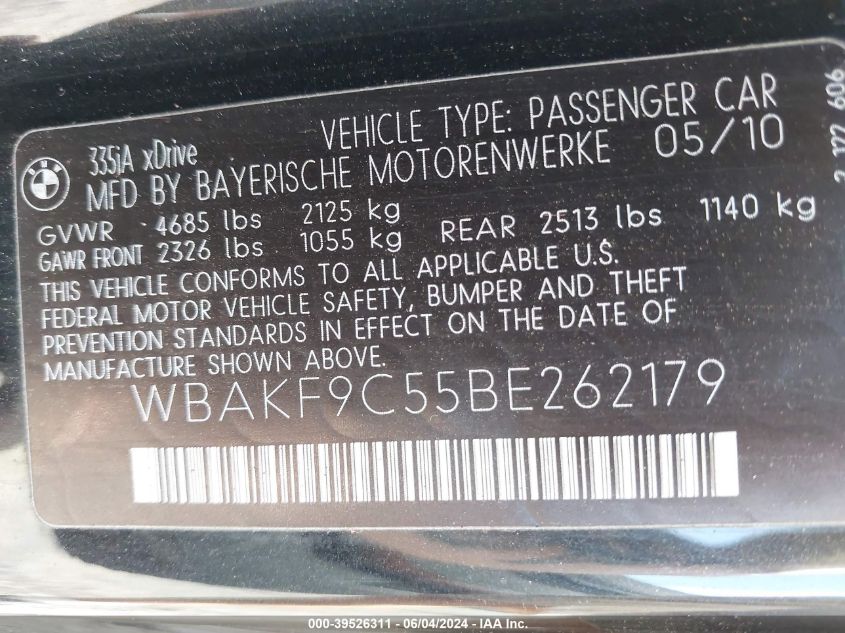 VEHICLE TYPE: PASSENGER CAR
335iA xDrive
MFD BY BAYERISCHE MOTORENWERKE 05/10
GVWR 4685 lbs 2125 kg
GAWR FRONT 2326 lbs 1055 kg REAR 2513 lbs 1140 kg
THIS VEHICLE CONFORMS TO ALL APPLICABLE U.S.
FEDERAL MOTOR VEHICLE SAFETY, BUMPER AND THEFT
PREVENTION STANDARDS IN EFFECT ON THE DATE OF
MANUFACTURE SHOWN ABOVE.
WBAKF9C55BE262179
606
BMW
000-39526311 - 06/04/2024 - IAA Inc.